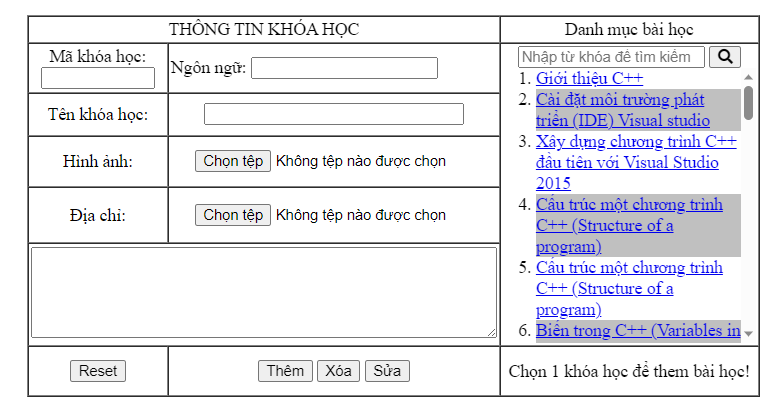 THÔNG TIN KHÓA HỌC
Danh mục bài học
Mã khóa học:
Ngôn ngữ:
Nhập từ khóa để tìm kiếm
Tên khóa học:
Hình ảnh:
Chọn tệp Không tệp nào được chọn
Địa chỉ:
Chọn tệp Không tệp nào được chọn
1. Giới thiệu C++
2. Cài đặt môi trường phát
triển (IDE) Visual studio
3. Xây dựng chương trình C++
đầu tiên với Visual Studio
2015
4. Cấu trúc một chương trình
C++ (Structure of a
program)
5. Cấu trúc một chương trình
C++ (Structure of a
program)
6. Biến trong C++ (Variables in
Reset
Thêm Xóa Sửa
Chọn 1 khóa học để them bài học!